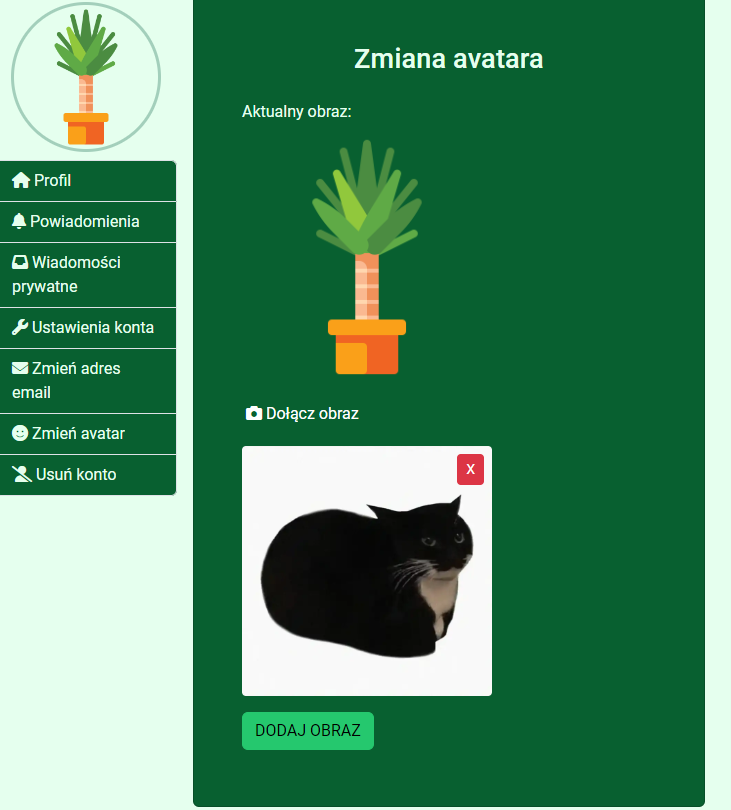 Profil
Powiadomienia
Wiadomości
prywatne
Ustawienia konta
Zmień adres
email
Zmień avatar
Usuń konto
Zmiana avatara
Aktualny obraz:
Dołącz obraz
X
DODAJ OBRAZ